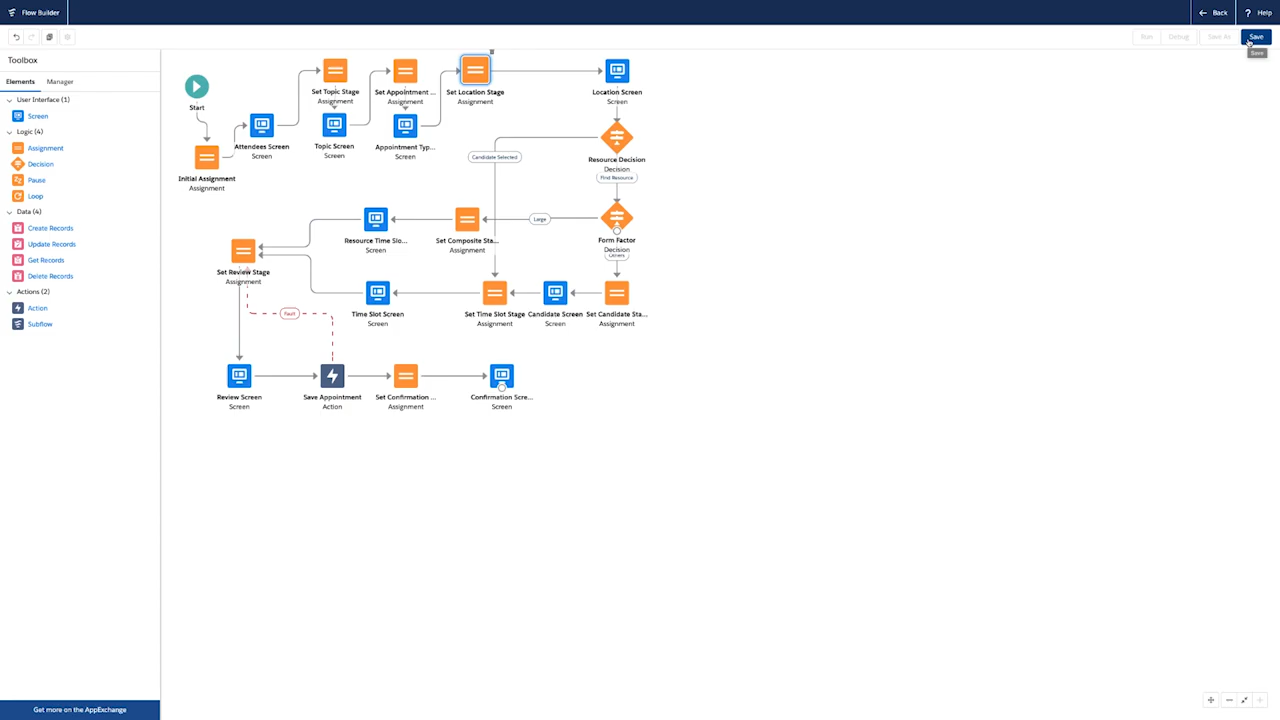 Flow Builder
Back
? Help
Run
Debug
Save As
Save
Save
Toolbox
Elements
Manager
User Interface (1)
Screen
Logic (4)
Assignment
Decision
Pause
Loop
Data (4)
Create Records
Update Records
Get Records
Delete Records
Actions (2)
Action
Subflow
Get more on the AppExchange
Start
Initial Assignment
Assignment
Attendees Screen
Screen
Set Topic Stage
Assignment
Topic Screen
Screen
Set Appointment ...
Assignment
Appointment Typ...
Screen
Set Location Stage
Assignment
Location Screen
Screen
Resource Decision
Decision
Candidate Selected
Find Resource
Form Factor
Decision
Large
Others
Set Composite Sta...
Assignment
Resource Time Slo...
Screen
Set Review Stage
Assignment
Set Candidate Sta...
Assignment
Candidate Screen
Screen
Set Time Slot Stage
Assignment
Time Slot Screen
Screen
Fault
Review Screen
Screen
Save Appointment
Action
Set Confirmation ...
Assignment
Confirmation Scre...
Screen